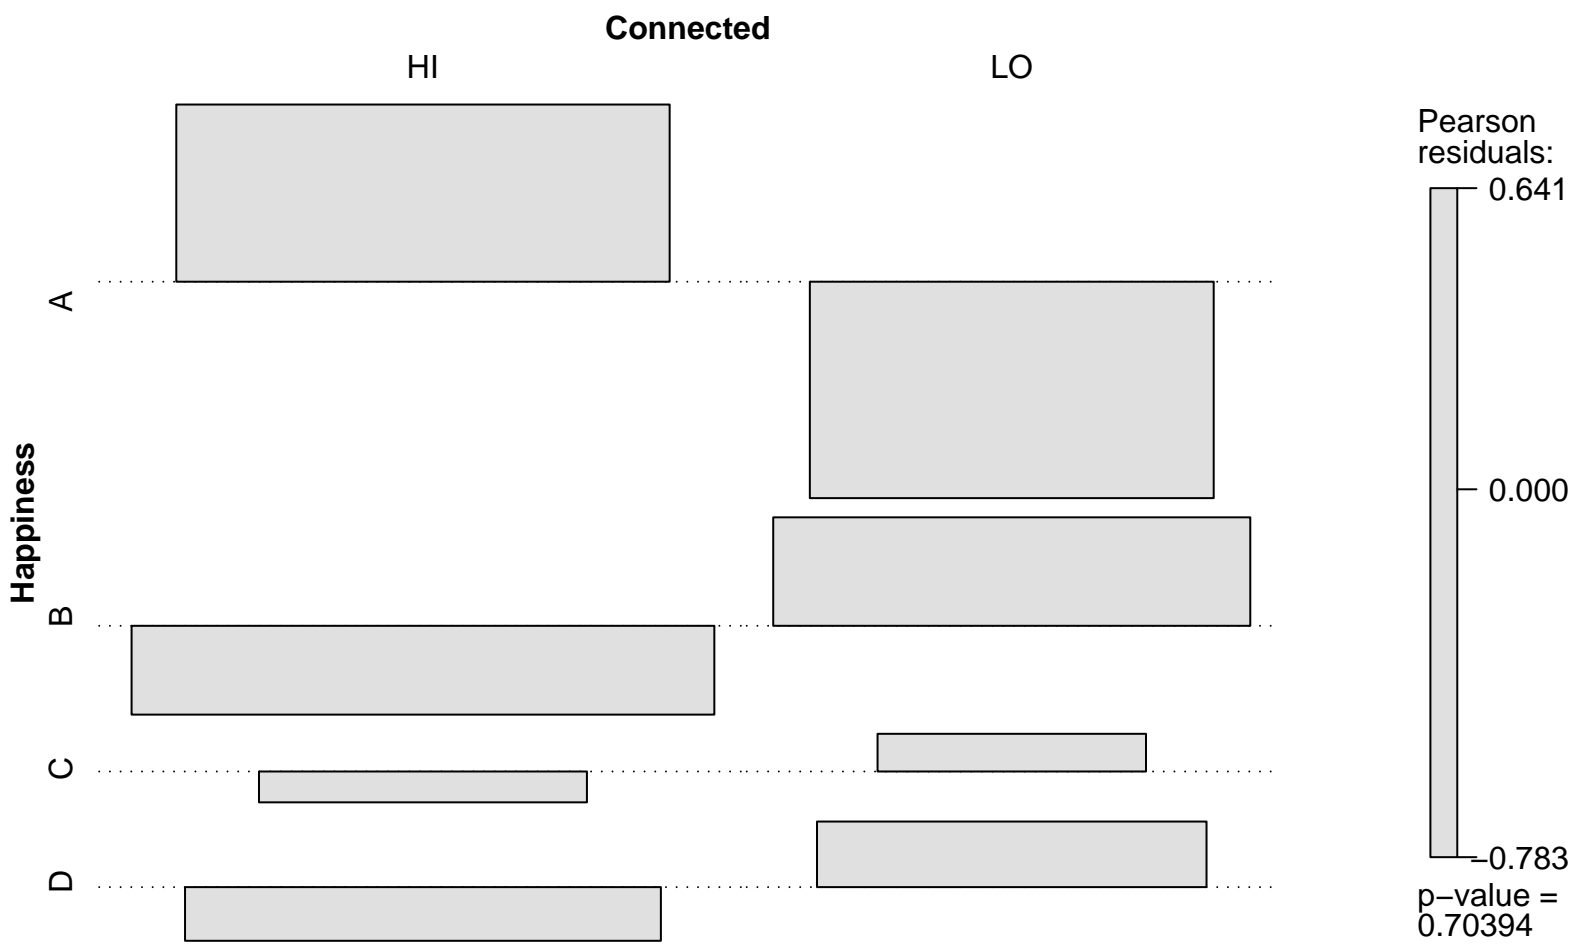 Connected
HI LO
Happiness
A
B
C
D
Pearson
residuals:
0.641
0.000
−0.783
p−value =
0.70394